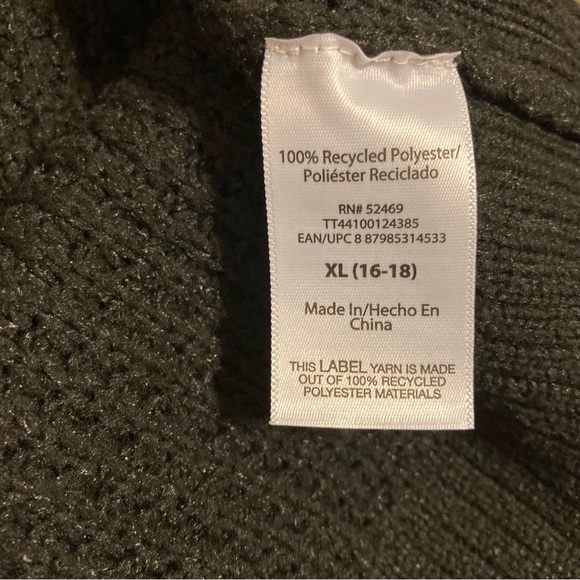 100% Recycled Polyester/
Poliéster Reciclado
RN# 52469
TT44100124385
EAN/UPC 8 87985314533
XL (16-18)
Made In/Hecho En
China
THIS LABEL YARN IS MADE
OUT OF 100% RECYCLED
POLYESTER MATERIALS